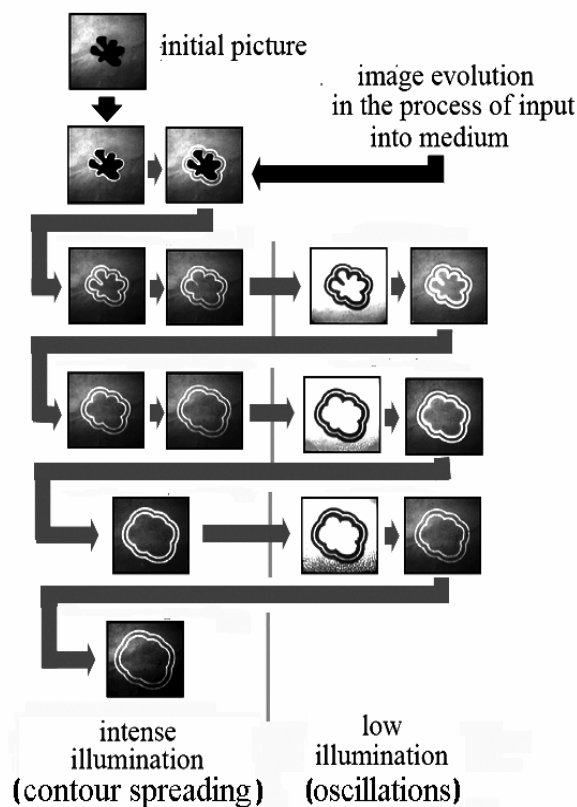 initial picture
image evolution
in the process of input
into medium
intense
illumination
(contour spreading)
low
illumination
(oscillations)